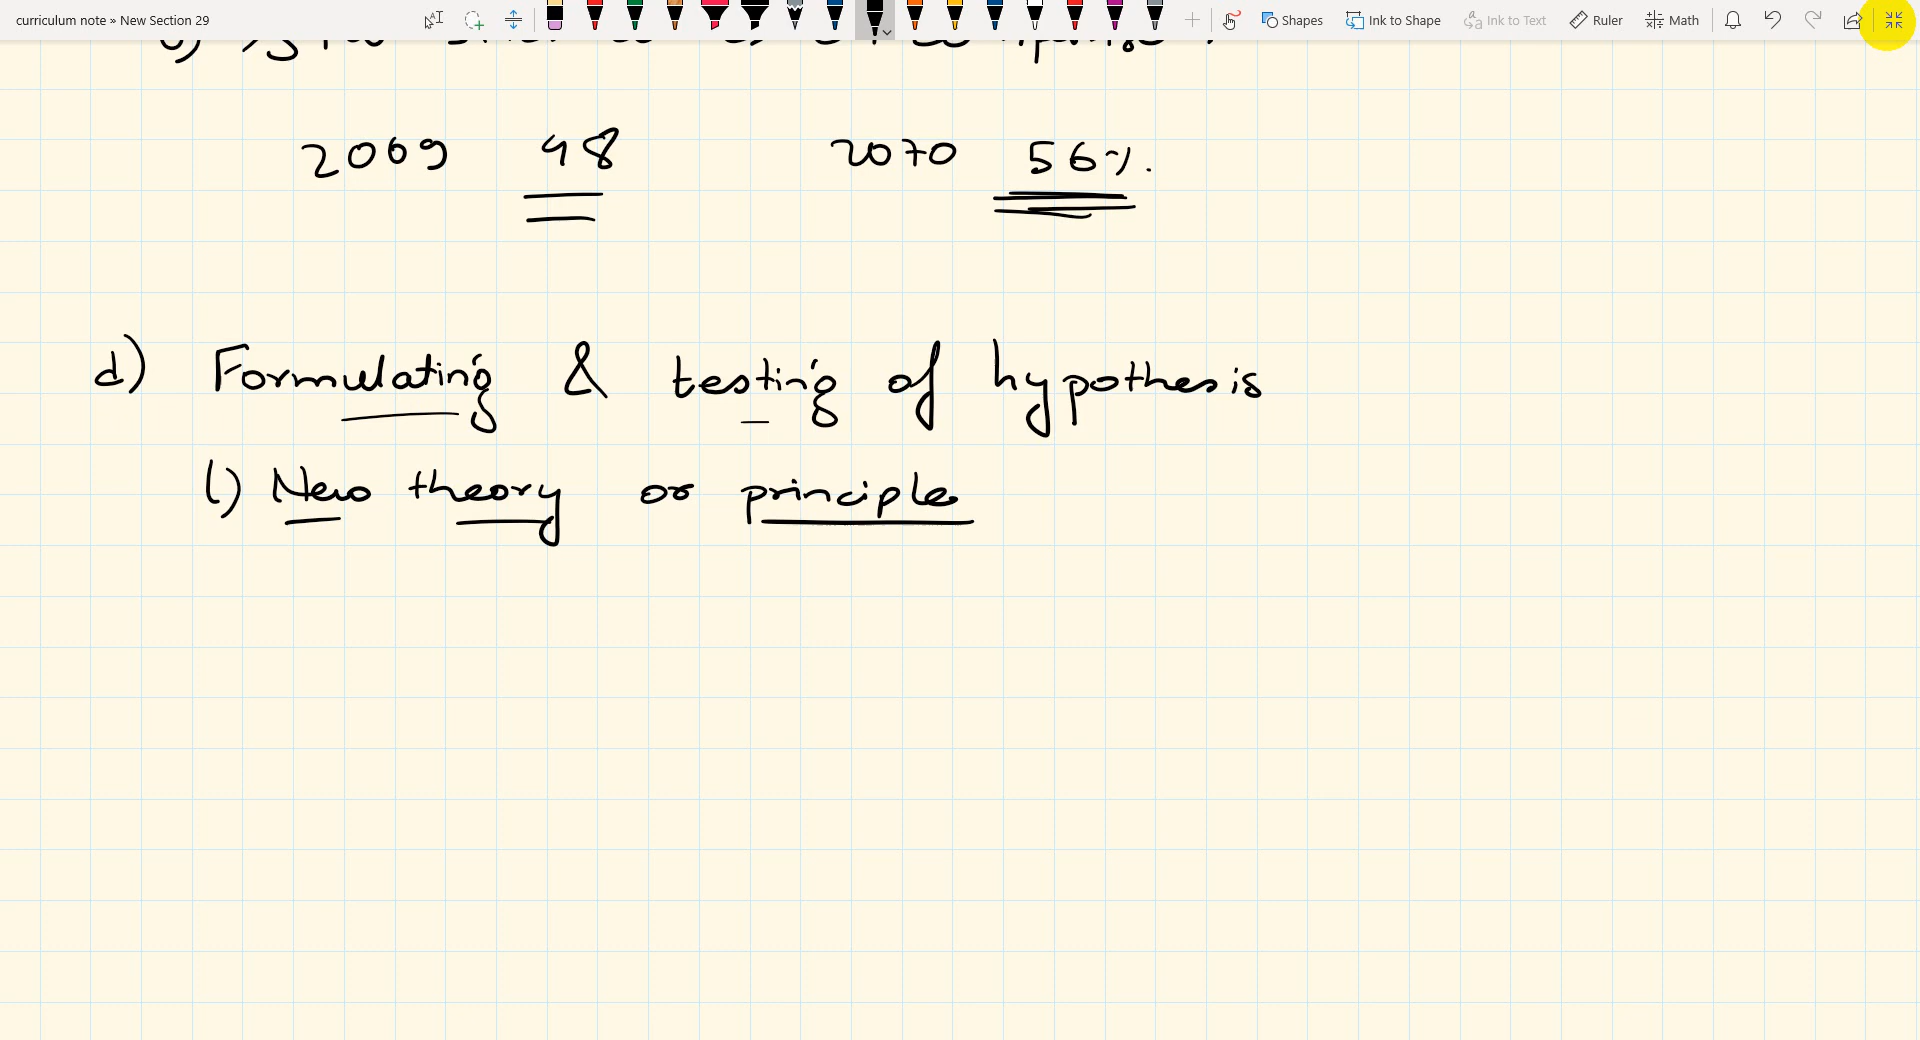 curriculum note » New Section 29
Shapes Ink to Shape Ink to Text Ruler Math
2069 48 2070 56%.
d) Formulating & testing of hypothesis
1) New theory or principle